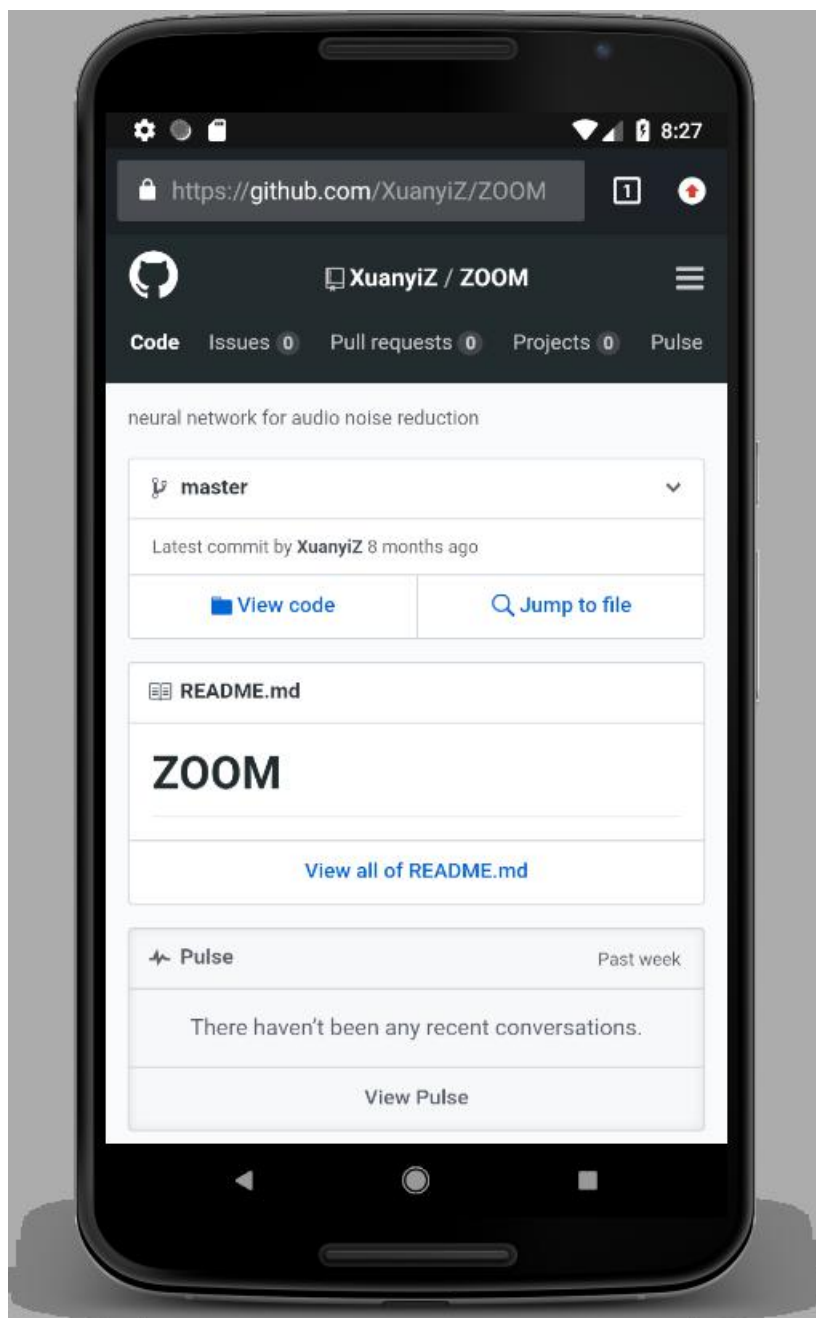 8:27
https://github.com/XuanyiZ/ZOOM 1
XuanyiZ / ZOOM
Code Issues 0 Pull requests 0 Projects 0 Pulse
neural network for audio noise reduction
master
Latest commit by XuanyiZ 8 months ago
View code Jump to file
README.md
ZOOM
View all of README.md
Pulse Past week
There haven't been any recent conversations.
View Pulse